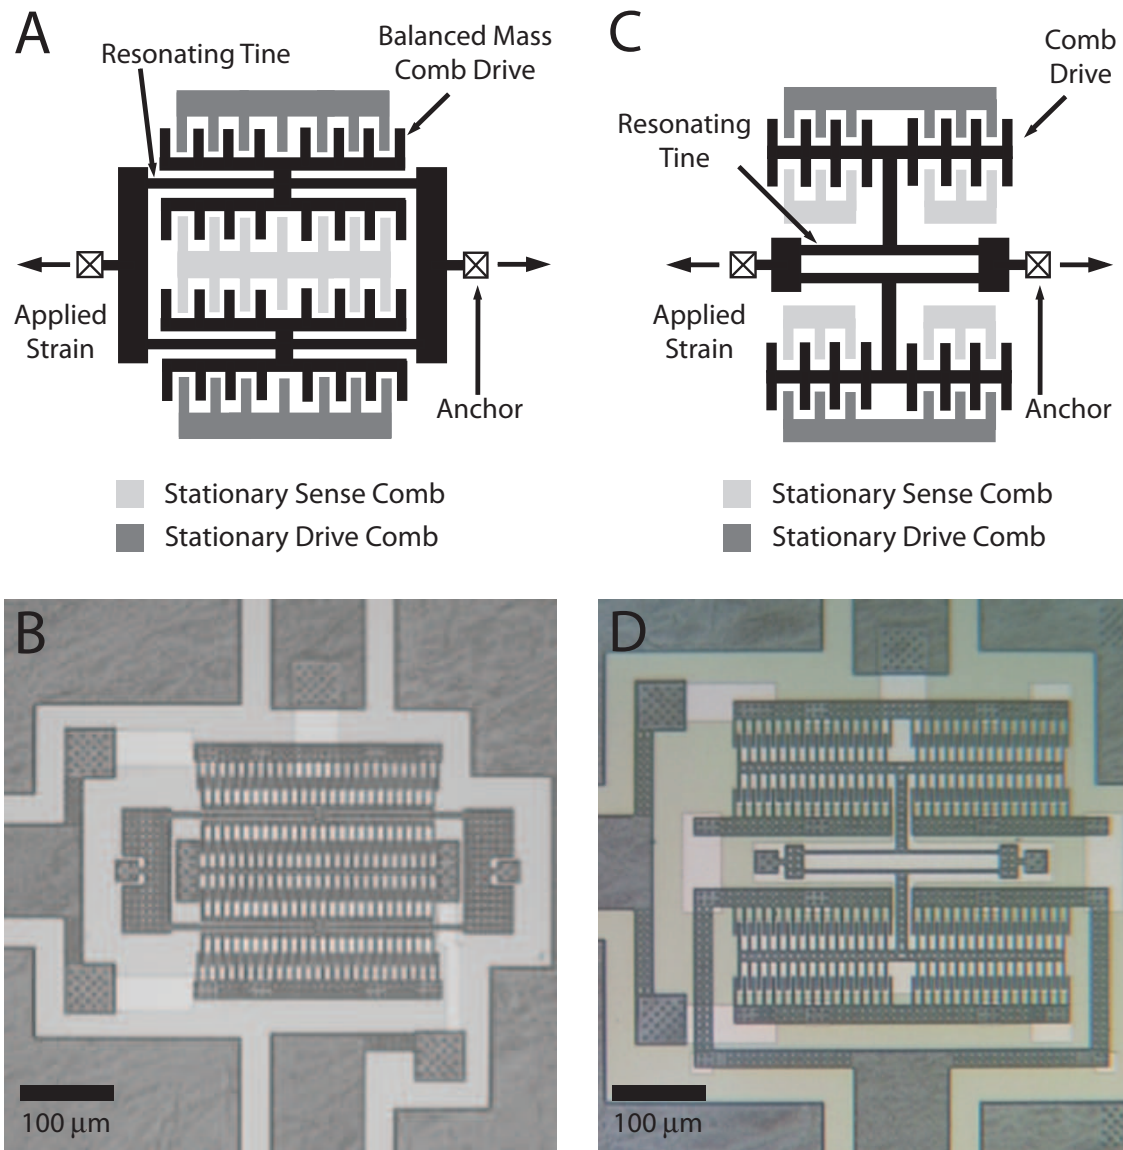 A
Resonating Tine
Balanced Mass
Comb Drive
Applied
Strain
Anchor
Stationary Sense Comb
Stationary Drive Comb
C
Comb
Drive
Resonating
Tine
Applied
Strain
Anchor
Stationary Sense Comb
Stationary Drive Comb
B
100 μm
D
100 μm